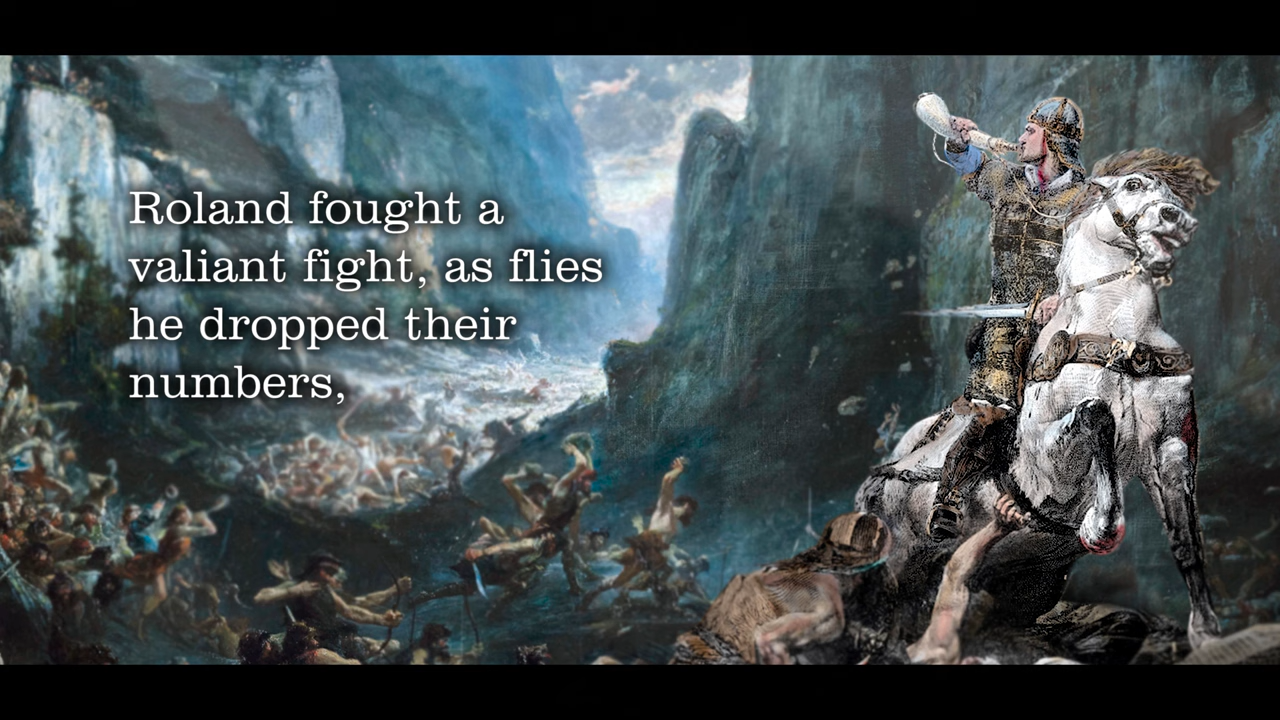 Roland fought a
valiant fight, as flies
he dropped their
numbers,